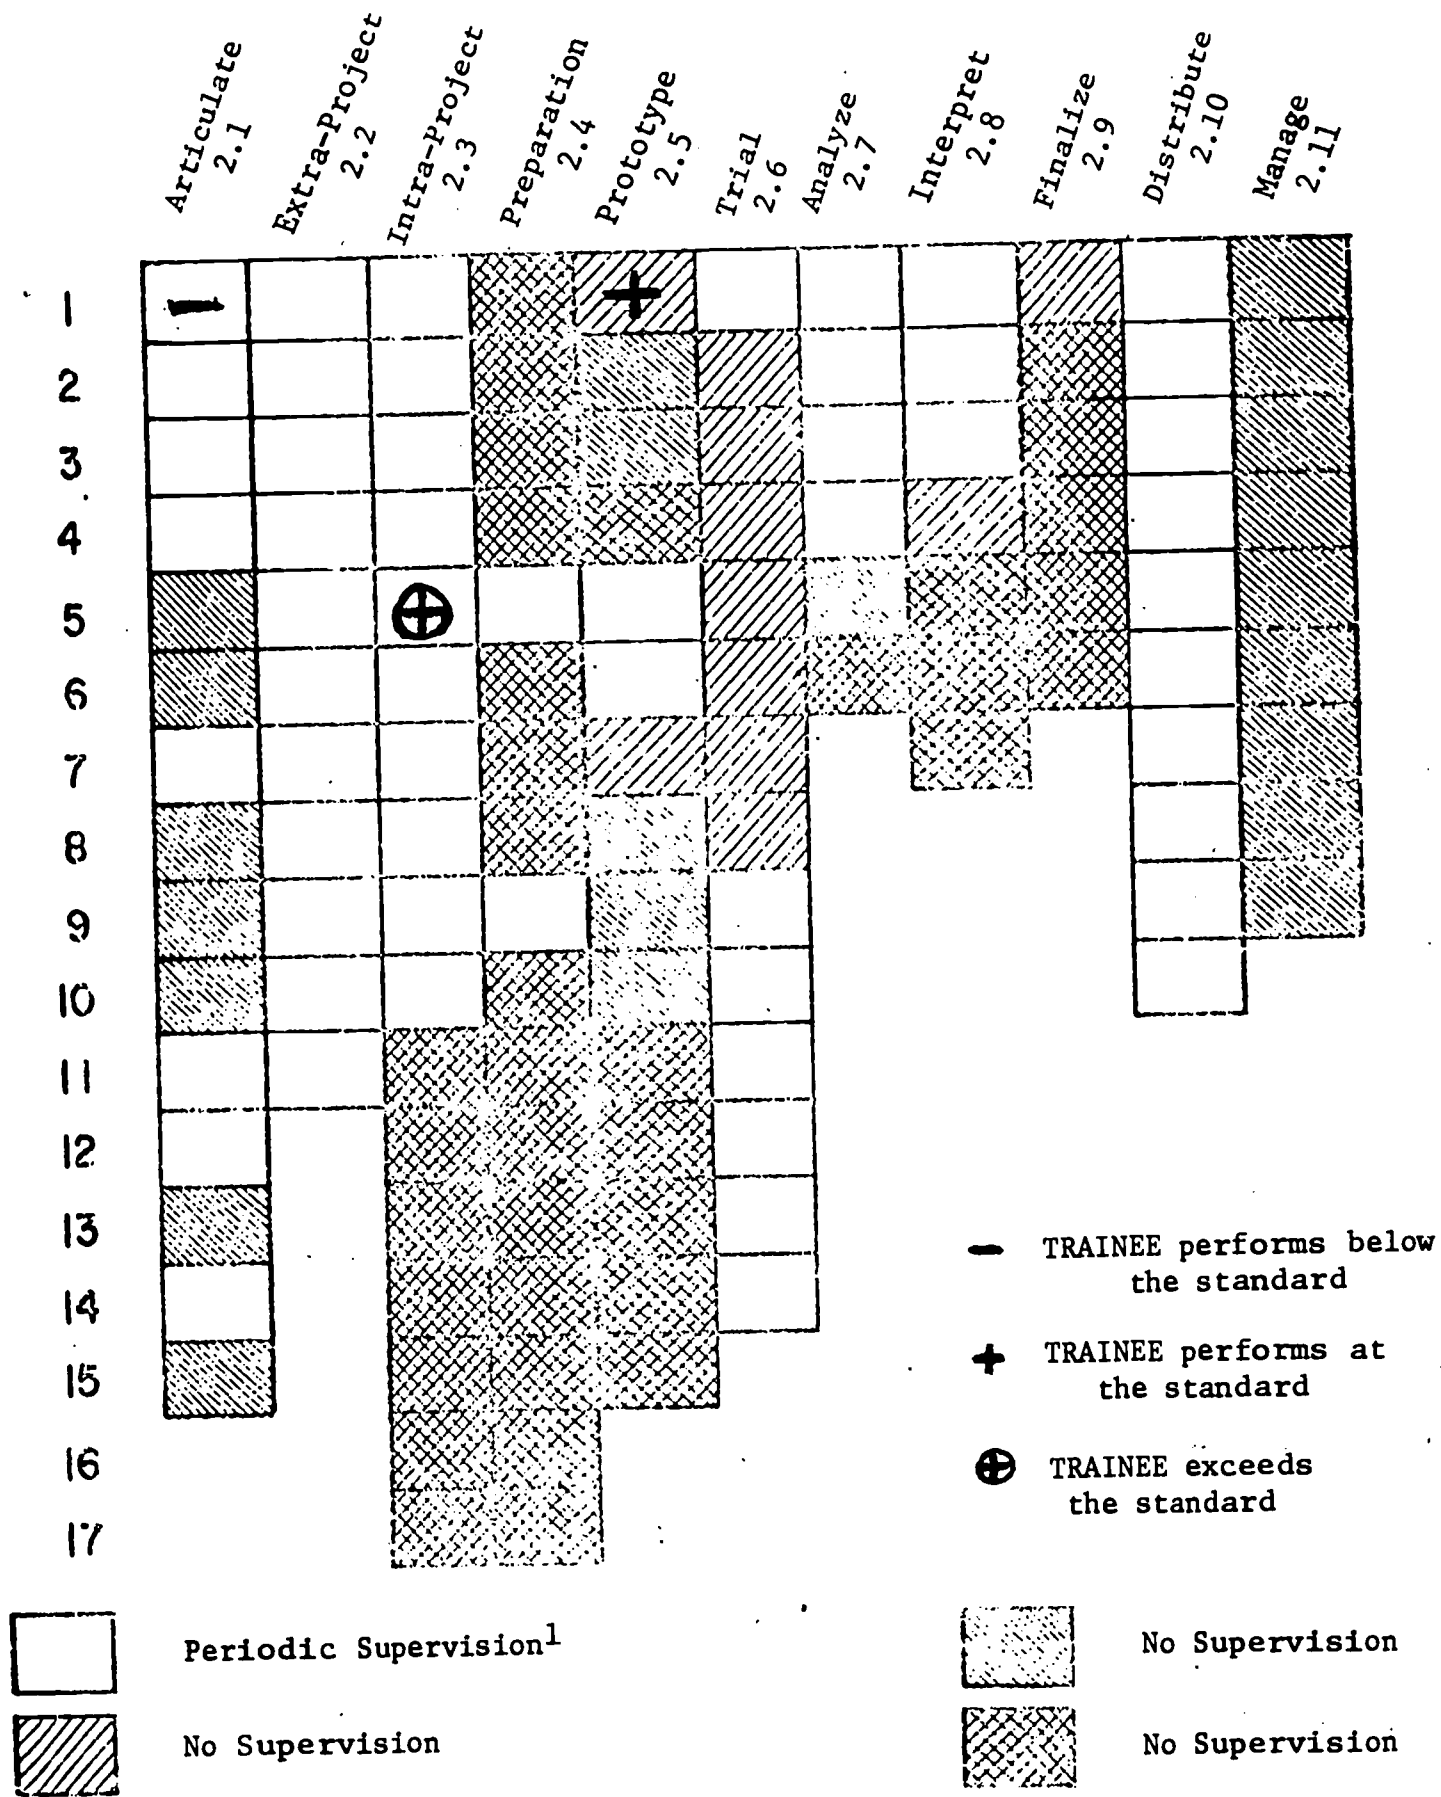 Articulate
2.1
Extra-Project
2.2
Intra-Project
2.3
Preparation
2.4
Prototype
2.5
Trial
2.6
Analyze
2.7
Interpret
2.8
Finalize
2.9
Distribute
2.10
Manage
2.11
1
2
3
4
5
6
7
8
9
10
11
12
13
14
15
16
17
− TRAINEE performs below
the standard
+ TRAINEE performs at
the standard
⊕ TRAINEE exceeds
the standard
Periodic Supervision1
No Supervision
No Supervision
No Supervision